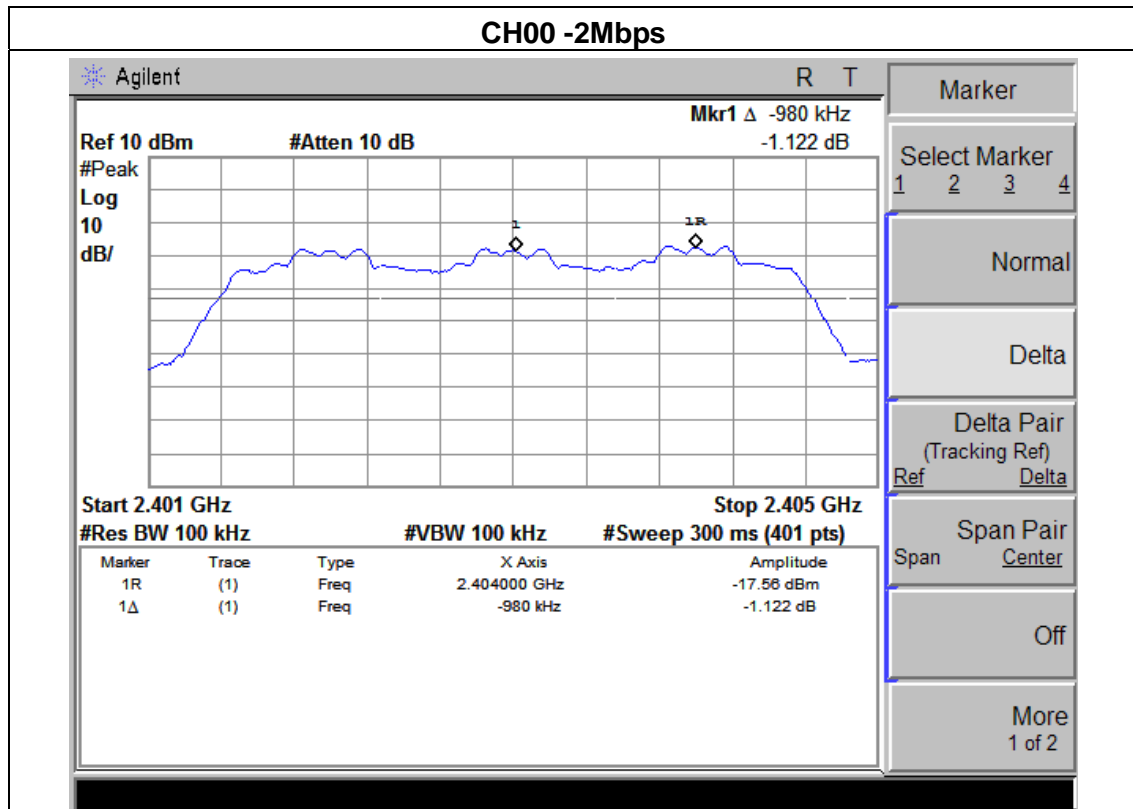 CH00 -2Mbps
Agilent R T
Mkr1 Δ -980 kHz
Ref 10 dBm #Atten 10 dB -1.122 dB
#Peak
Log
10
dB/
1 1R
Start 2.401 GHz Stop 2.405 GHz
#Res BW 100 kHz #VBW 100 kHz #Sweep 300 ms (401 pts)
Marker Trace Type X Axis Amplitude
1R (1) Freq 2.404000 GHz -17.56 dBm
1Δ (1) Freq -980 kHz -1.122 dB
Marker
Select Marker
1 2 3 4
Normal
Delta
Delta Pair
(Tracking Ref)
Ref Delta
Span Pair
Span Center
Off
More
1 of 2